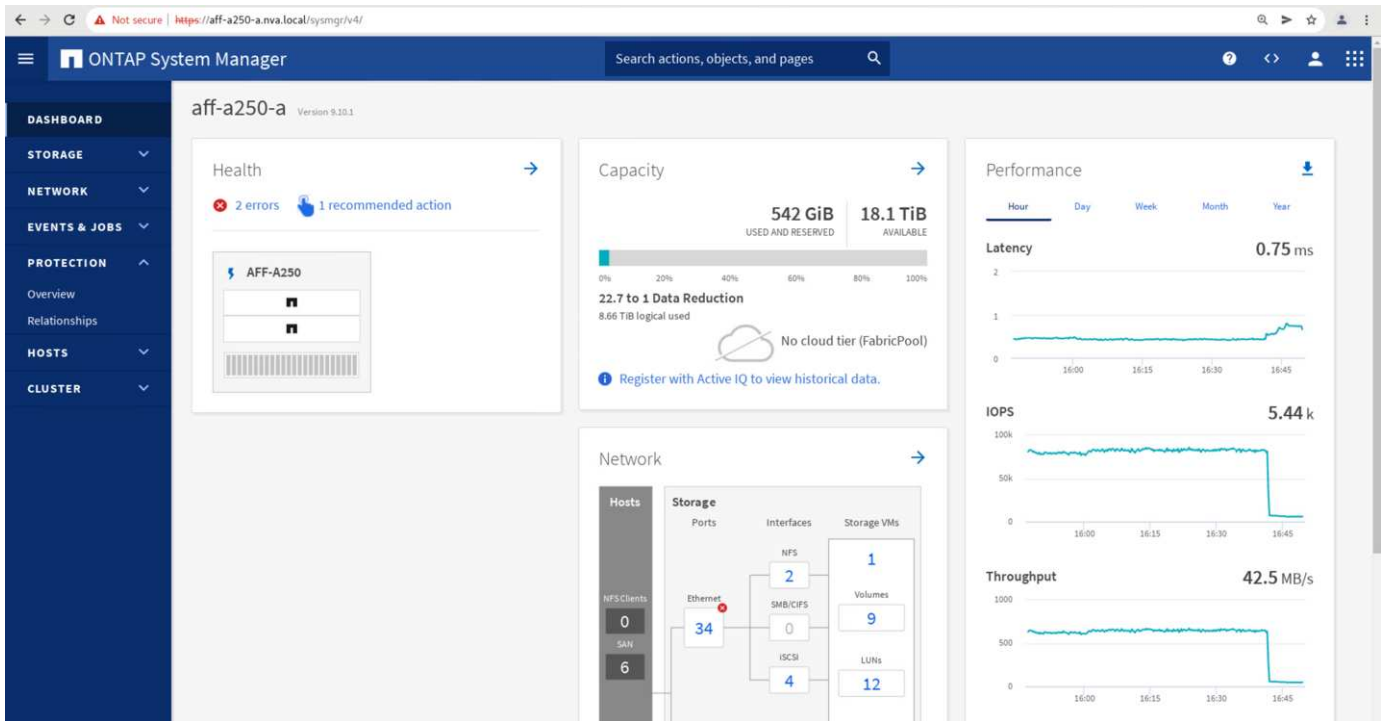 Not secure | https://aff-a250-a.nva.local/sysmgr/v4/
ONTAP System Manager
Search actions, objects, and pages
DASHBOARD
STORAGE
NETWORK
EVENTS & JOBS
PROTECTION
Overview
Relationships
HOSTS
CLUSTER
aff-a250-a Version 9.10.1
Health
2 errors 1 recommended action
AFF-A250
Capacity
542 GiB 18.1 TiB
USED AND RESERVED AVAILABLE
0% 20% 40% 60% 80% 100%
22.7 to 1 Data Reduction
8.66 TiB logical used
No cloud tier (FabricPool)
Register with Active IQ to view historical data.
Network
Hosts Storage
Ports Interfaces Storage VMs
NFS
1
2
NFS Clients Ethernet SMB/CIFS Volumes
0 34 0 9
SAN iSCSI LUNs
6 4 12
Performance
Hour Day Week Month Year
Latency 0.75 ms
2
1
0
16:00 16:15 16:30 16:45
IOPS 5.44 k
100k
50k
0
16:00 16:15 16:30 16:45
Throughput 42.5 MB/s
1000
500
0
16:00 16:15 16:30 16:45